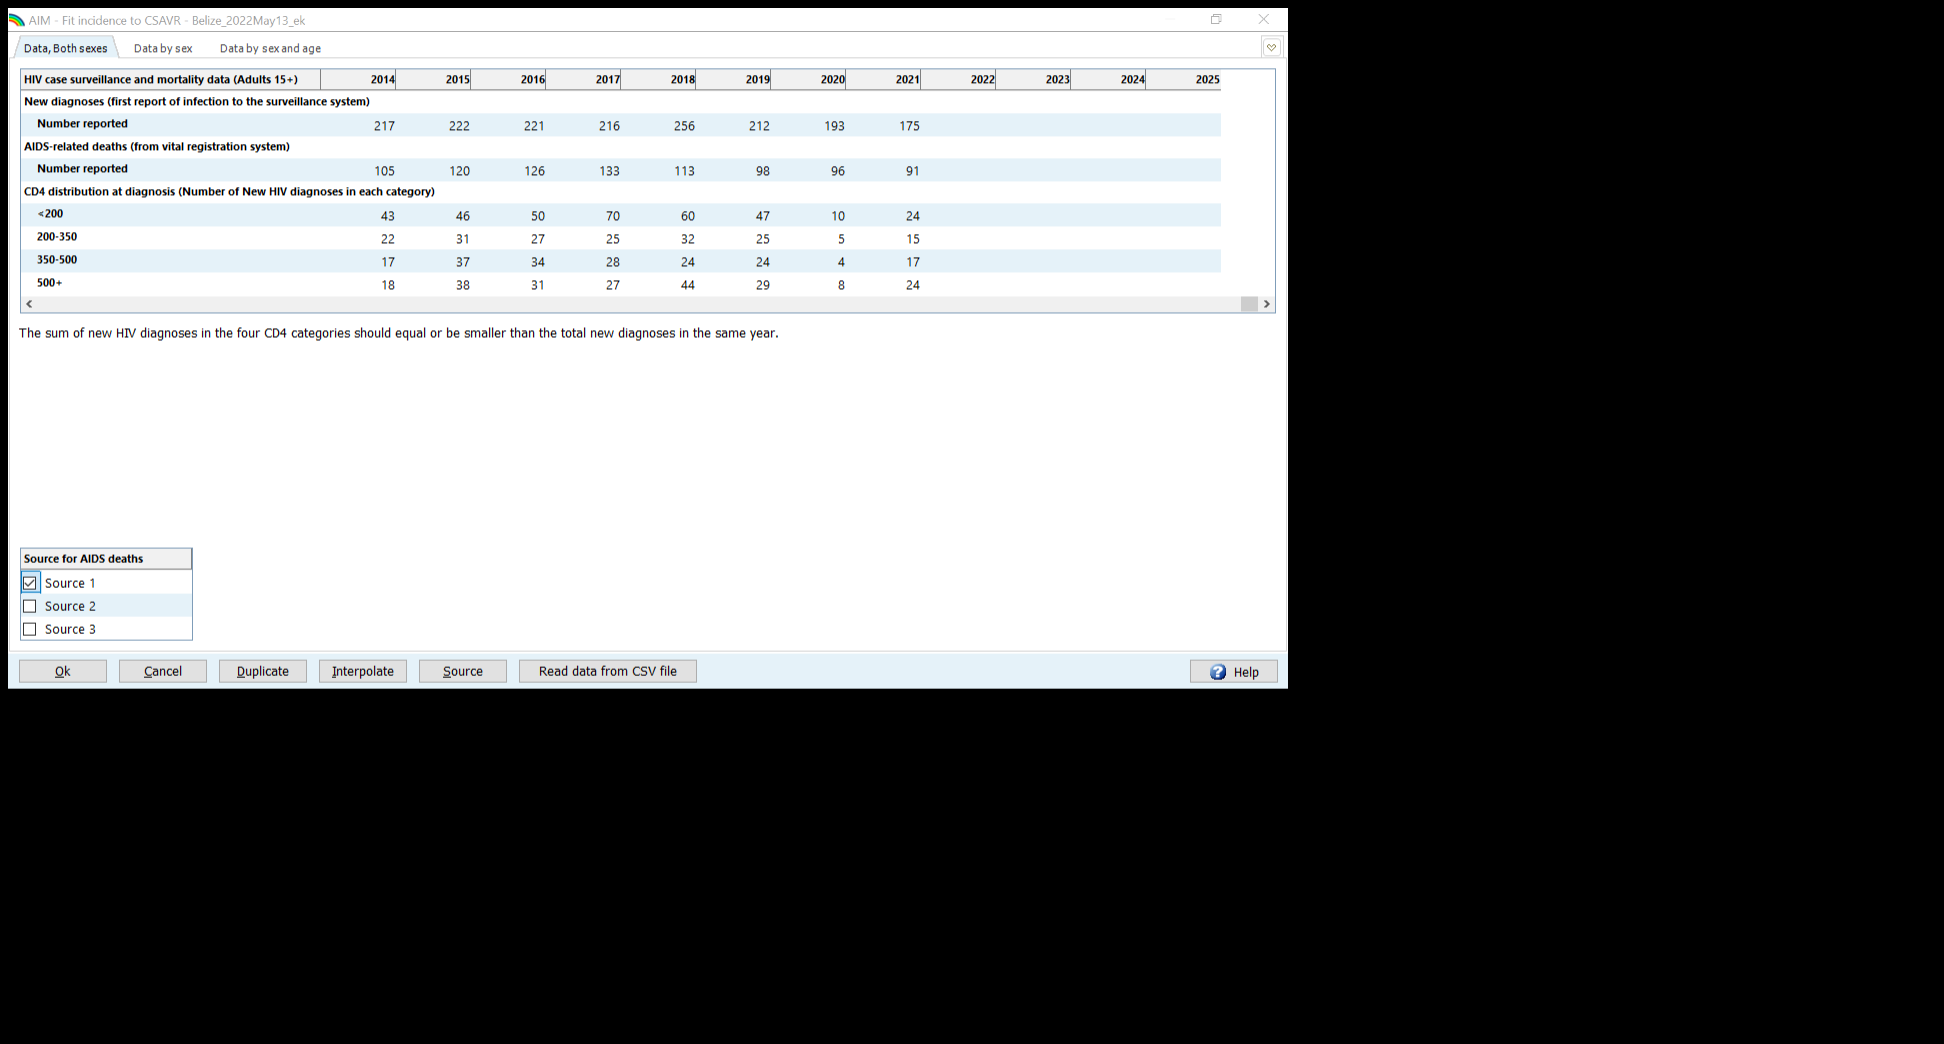 AIM - Fit incidence to CSAVR - Belize_2022May13_ek
Data, Both sexes Data by sex Data by sex and age
HIV case surveillance and mortality data (Adults 15+) 2014 2015 2016 2017 2018 2019 2020 2021 2022 2023 2024 2025
New diagnoses (first report of infection to the surveillance system)
Number reported 217 222 221 216 256 212 193 175
AIDS-related deaths (from vital registration system)
Number reported 105 120 126 133 113 98 96 91
CD4 distribution at diagnosis (Number of New HIV diagnoses in each category)
<200 43 46 50 70 60 47 10 24
200-350 22 31 27 25 32 25 5 15
350-500 17 37 34 28 24 24 4 17
500+ 18 38 31 27 44 29 8 24
The sum of new HIV diagnoses in the four CD4 categories should equal or be smaller than the total new diagnoses in the same year.
Source for AIDS deaths
Source 1
Source 2
Source 3
Ok Cancel Duplicate Interpolate Source Read data from CSV file Help